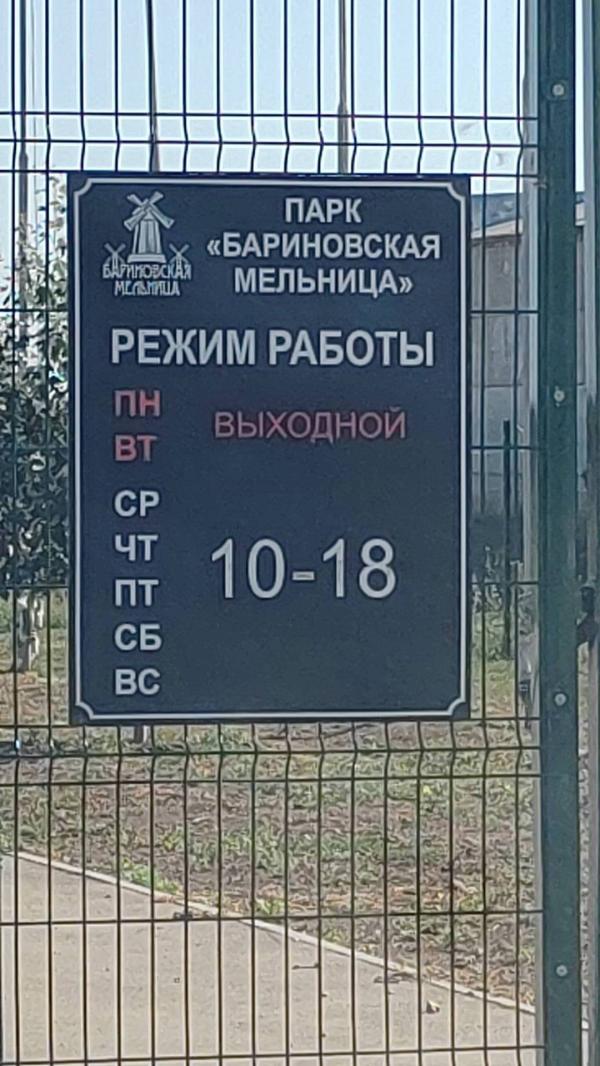 БАРИНОВСКАЯ
МЕЛЬНИЦА
ПАРК
«БАРИНОВСКАЯ
МЕЛЬНИЦА»
РЕЖИМ РАБОТЫ
ПН
ВТ
ВЫХОДНОЙ
СР
ЧТ
ПТ
СБ
ВС
10-18